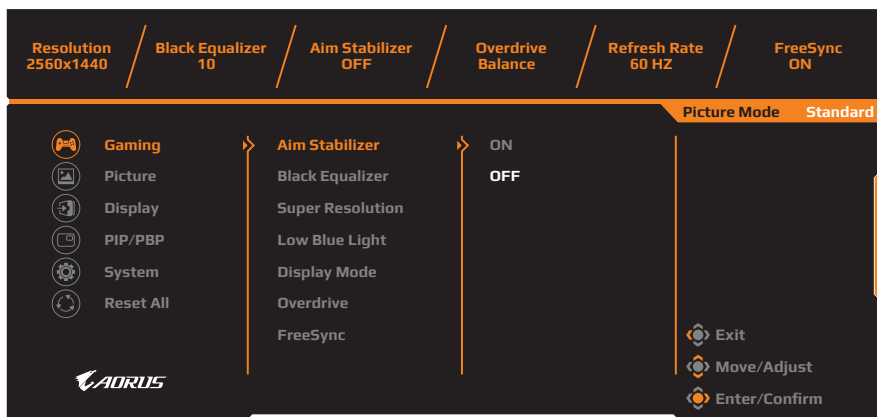 Resolution
2560x1440
Black Equalizer
10
Aim Stabilizer
OFF
Overdrive
Balance
Refresh Rate
60 HZ
FreeSync
ON
Picture Mode Standard
Gaming
Picture
Display
PIP/PBP
System
Reset All
Aim Stabilizer
Black Equalizer
Super Resolution
Low Blue Light
Display Mode
Overdrive
FreeSync
ON
OFF
Exit
Move/Adjust
Enter/Confirm
AORUS